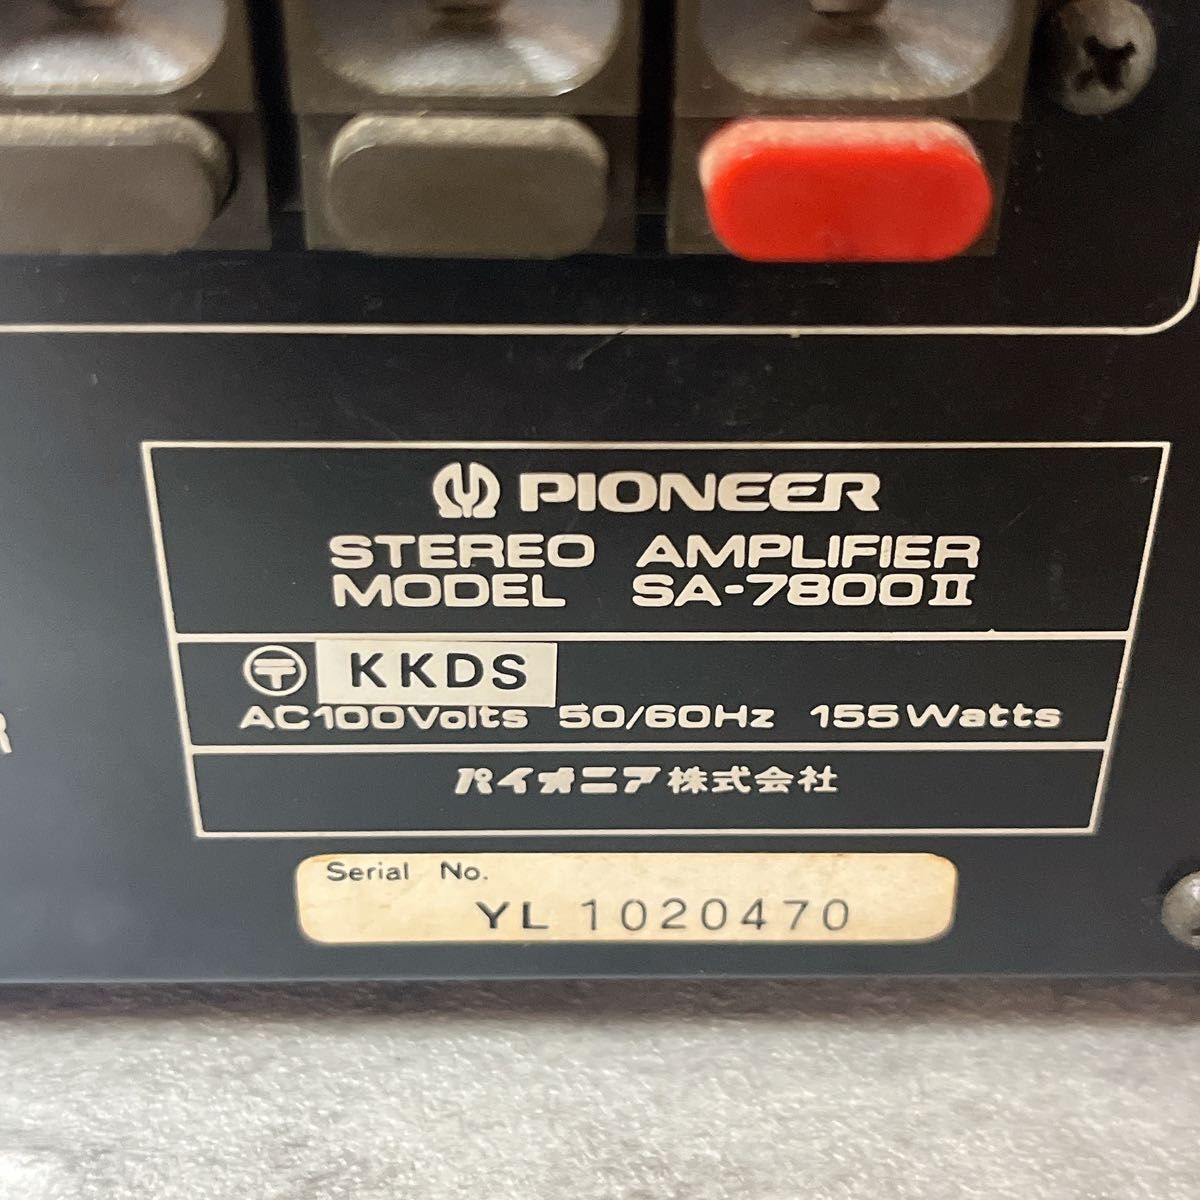 PIONEER
STEREO AMPLIFIER
MODEL SA-7800II
〒 KKDS
AC100Volts 50/60Hz 155Watts
パイオニア株式会社
Serial No.
YL 1020470
R